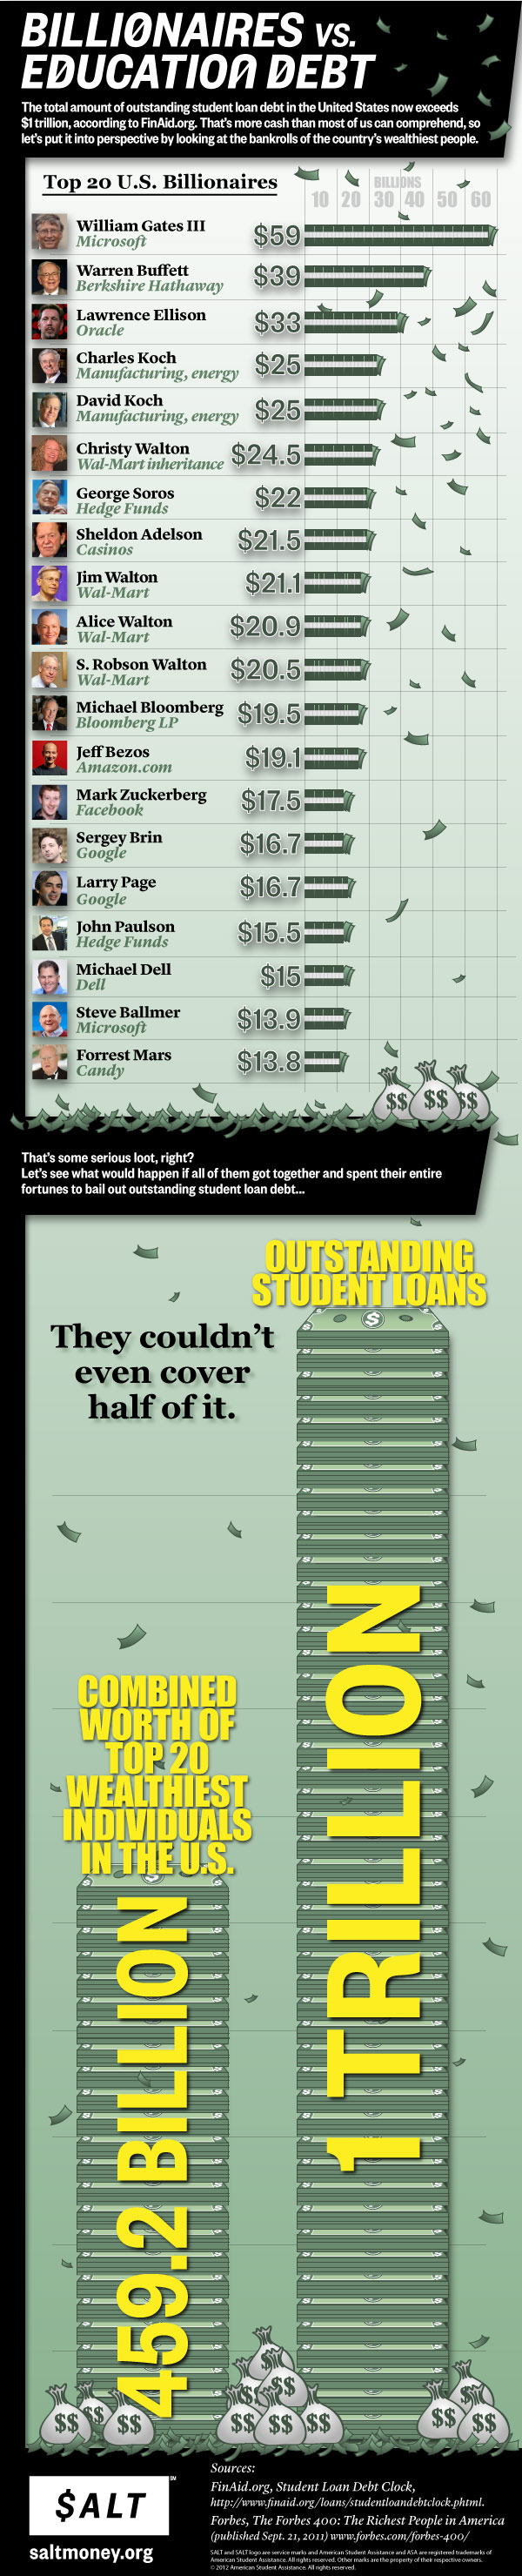 BILLIONAIRES VS.
EDUCATION DEBT
The total amount of outstanding student loan debt in the United States now exceeds
$1 trillion, according to FinAid.org. That's more cash than most of us can comprehend, so
let's put it into perspective by looking at the bankrolls of the country's wealthiest people.
Top 20 U.S. Billionaires
BILLIONS
10 20 30 40 50 60
William Gates III
Microsoft
$59
Warren Buffett
Berkshire Hathaway
$39
Lawrence Ellison
Oracle
$33
Charles Koch
Manufacturing, energy
$25
David Koch
Manufacturing, energy
$25
Christy Walton
Wal-Mart inheritance
$24.5
George Soros
Hedge Funds
$22
Sheldon Adelson
Casinos
$21.5
Jim Walton
Wal-Mart
$21.1
Alice Walton
Wal-Mart
$20.9
S. Robson Walton
Wal-Mart
$20.5
Michael Bloomberg
Bloomberg LP
$19.5
Jeff Bezos
Amazon.com
$19.1
Mark Zuckerberg
Facebook
$17.5
Sergey Brin
Google
$16.7
Larry Page
Google
$16.7
John Paulson
Hedge Funds
$15.5
Michael Dell
Dell
$15
Steve Ballmer
Microsoft
$13.9
Forrest Mars
Candy
$13.8
$$ $$ $$
That's some serious loot, right?
Let's see what would happen if all of them got together and spent their entire
fortunes to bail out outstanding student loan debt...
OUTSTANDING
STUDENT LOANS
They couldn't
even cover
half of it.
1 TRILLION
COMBINED
WORTH OF
TOP 20
WEALTHIEST
INDIVIDUALS
IN THE U.S.
459.2 BILLION
$$ $$ $$
$$ $$ $$ $$ $$ $$
$$ $$ $$
$ALT
SM
saltmoney.org
Sources:
FinAid.org, Student Loan Debt Clock,
http://www.finaid.org/loans/studentloandebtclock.phtml.
Forbes, The Forbes 400: The Richest People in America
(published Sept. 21, 2011) www.forbes.com/forbes-400/
SALT and SALT logo are service marks and American Student Assistance and ASA are registered trademarks of
American Student Assistance. All rights reserved. Other marks are the property of their respective owners.
© 2012 American Student Assistance. All rights reserved.